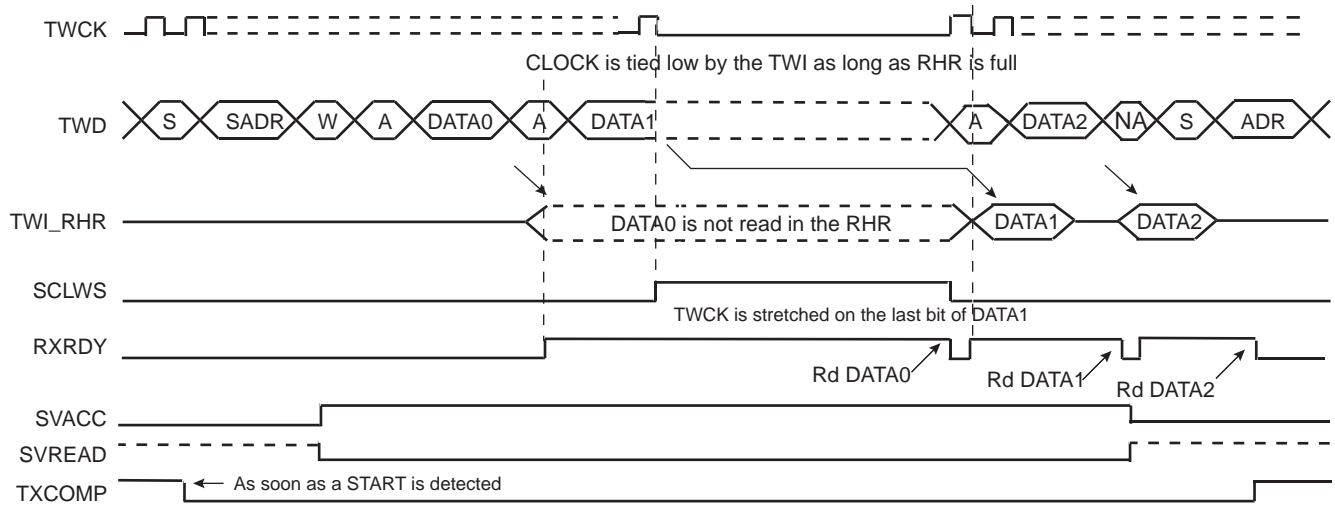 TWCK
CLOCK is tied low by the TWI as long as RHR is full
TWD S SADR W A DATA0 A DATA1 A DATA2 NA S ADR
TWI_RHR DATA0 is not read in the RHR DATA1 DATA2
SCLWS
TWCK is stretched on the last bit of DATA1
RXRDY
Rd DATA0 Rd DATA1 Rd DATA2
SVACC
SVREAD
TXCOMP As soon as a START is detected